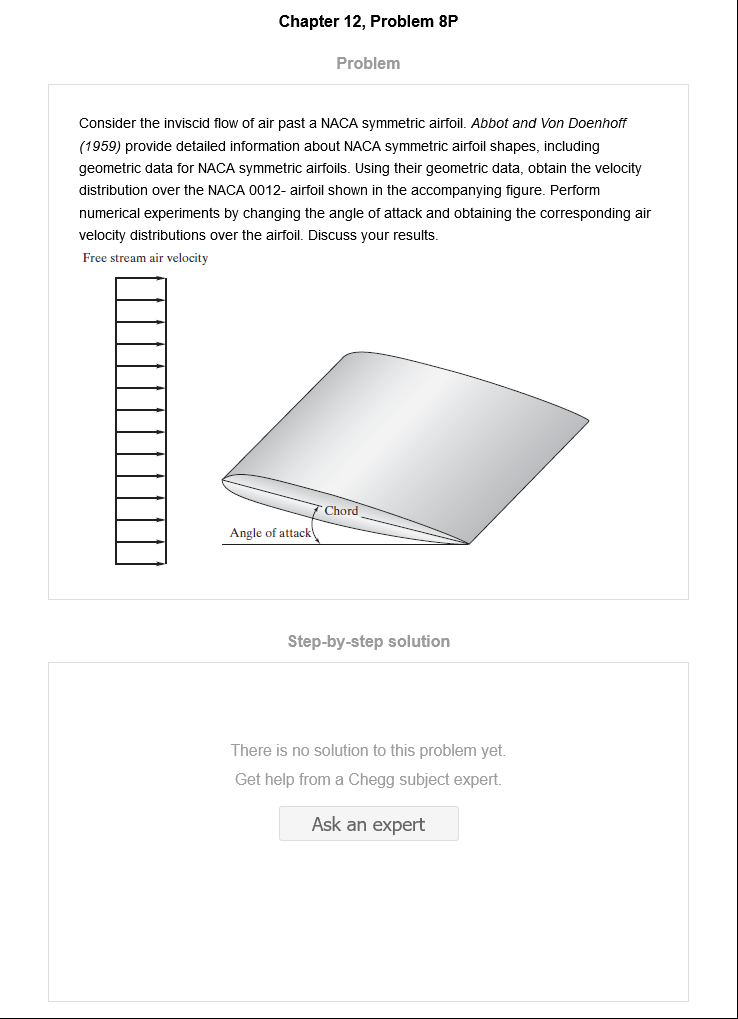 Chapter 12, Problem 8P
Problem
Consider the inviscid flow of air past a NACA symmetric airfoil. Abbot and Von Doenhoff
(1959) provide detailed information about NACA symmetric airfoil shapes, including
geometric data for NACA symmetric airfoils. Using their geometric data, obtain the velocity
distribution over the NACA 0012- airfoil shown in the accompanying figure. Perform
numerical experiments by changing the angle of attack and obtaining the corresponding air
velocity distributions over the airfoil. Discuss your results.
Free stream air velocity
Chord
Angle of attack
Step-by-step solution
There is no solution to this problem yet.
Get help from a Chegg subject expert.
Ask an expert